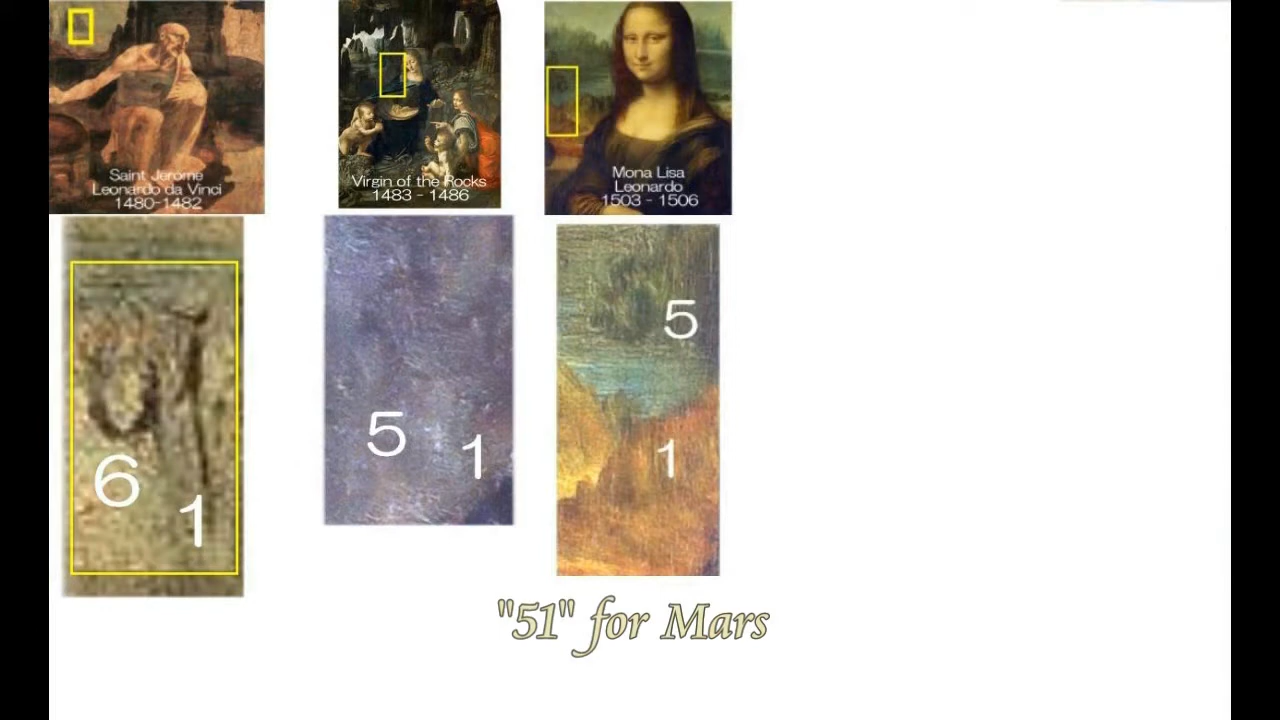 Saint Jerome
Leonardo da Vinci
1480-1482
Virgin of the Rocks
1483 - 1486
Mona Lisa
Leonardo
1503 - 1506
6
1
5
1
5
1
"51" for Mars